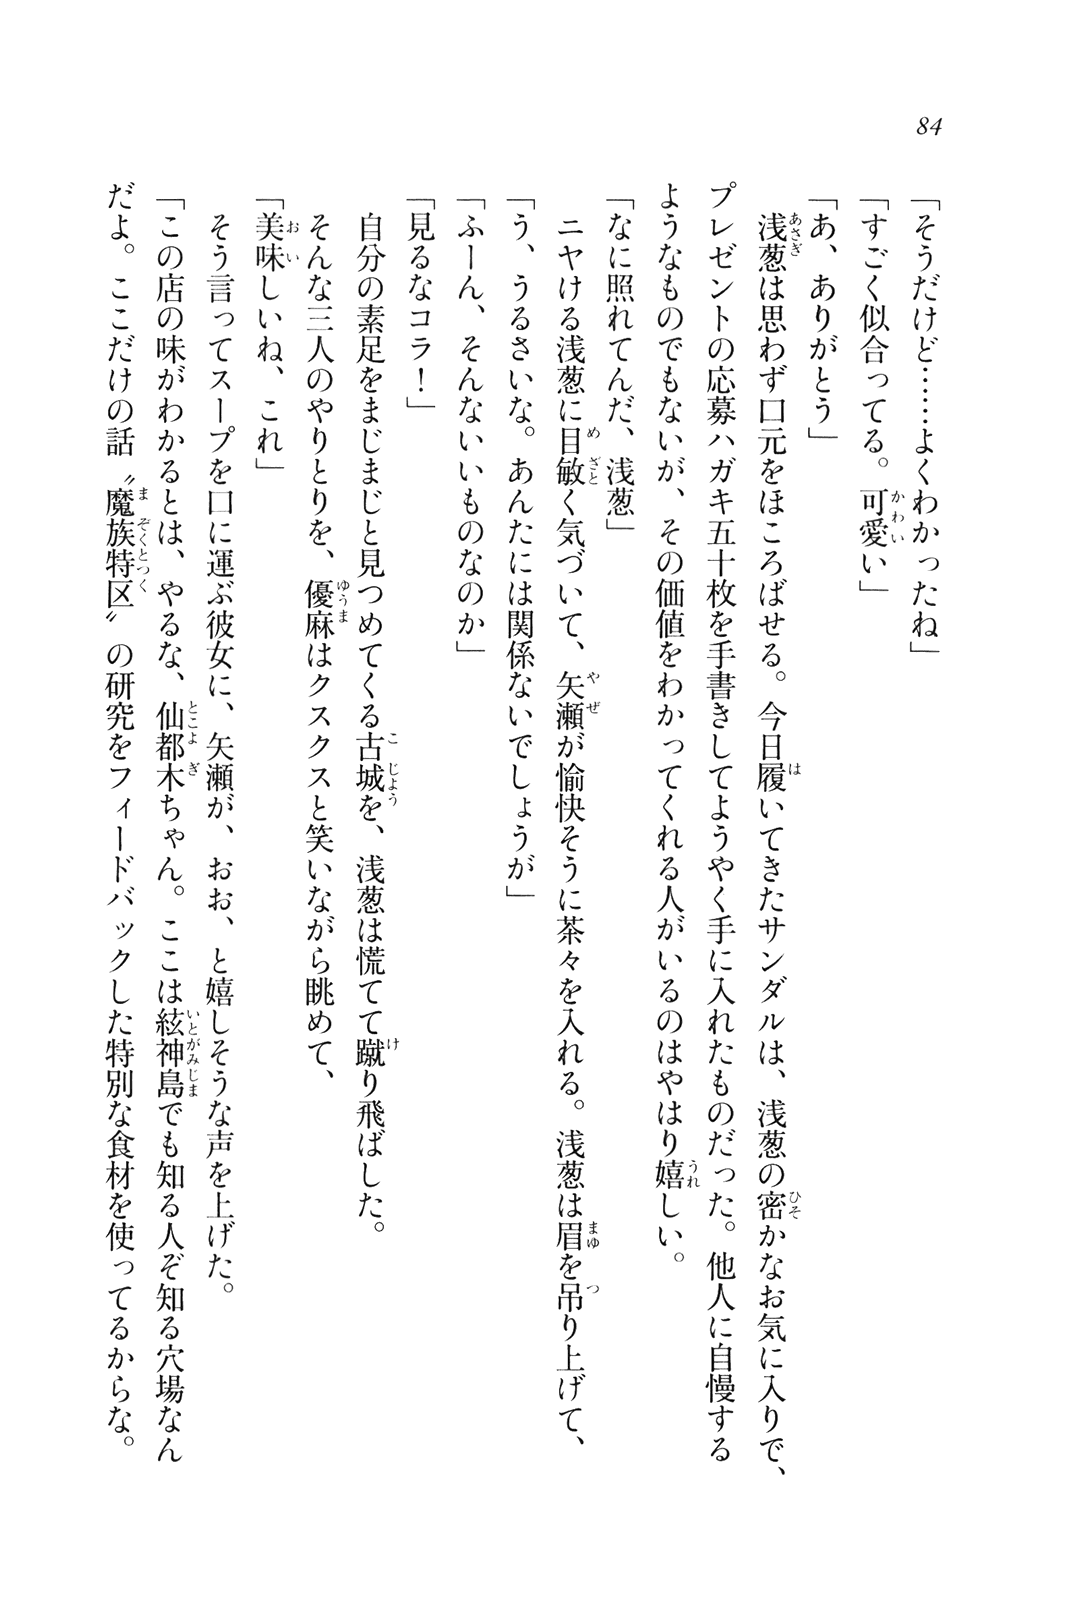 84
「そうだけど……よくわかったね」
「すごく似合ってる。可愛い」
「あ、ありがとう」
　浅葱は思わず口元をほころばせる。今日履いてきたサンダルは、浅葱の密かなお気に入りで、
プレゼントの応募ハガキ五十枚を手書きしてようやく手に入れたものだった。他人に自慢する
ようなものでもないが、その価値をわかってくれる人がいるのはやはり嬉しい。
「なに照れてんだ、浅葱」
　ニヤける浅葱に目敏く気づいて、矢瀬が愉快そうに茶々を入れる。浅葱は眉を吊り上げて、
「う、うるさいな。あんたには関係ないでしょうが」
「ふーん、そんないいものなのか」
「見るなコラ！」
　自分の素足をまじまじと見つめてくる古城を、浅葱は慌てて蹴り飛ばした。
　そんな三人のやりとりを、優麻はクスクスと笑いながら眺めて、
「美味しいね、これ」
　そう言ってスープを口に運ぶ彼女に、矢瀬が、おお、と嬉しそうな声を上げた。
「この店の味がわかるとは、やるな、仙都木ちゃん。ここは絃神島でも知る人ぞ知る穴場なん
だよ。ここだけの話〝魔族特区〟の研究をフィードバックした特別な食材を使ってるからな。